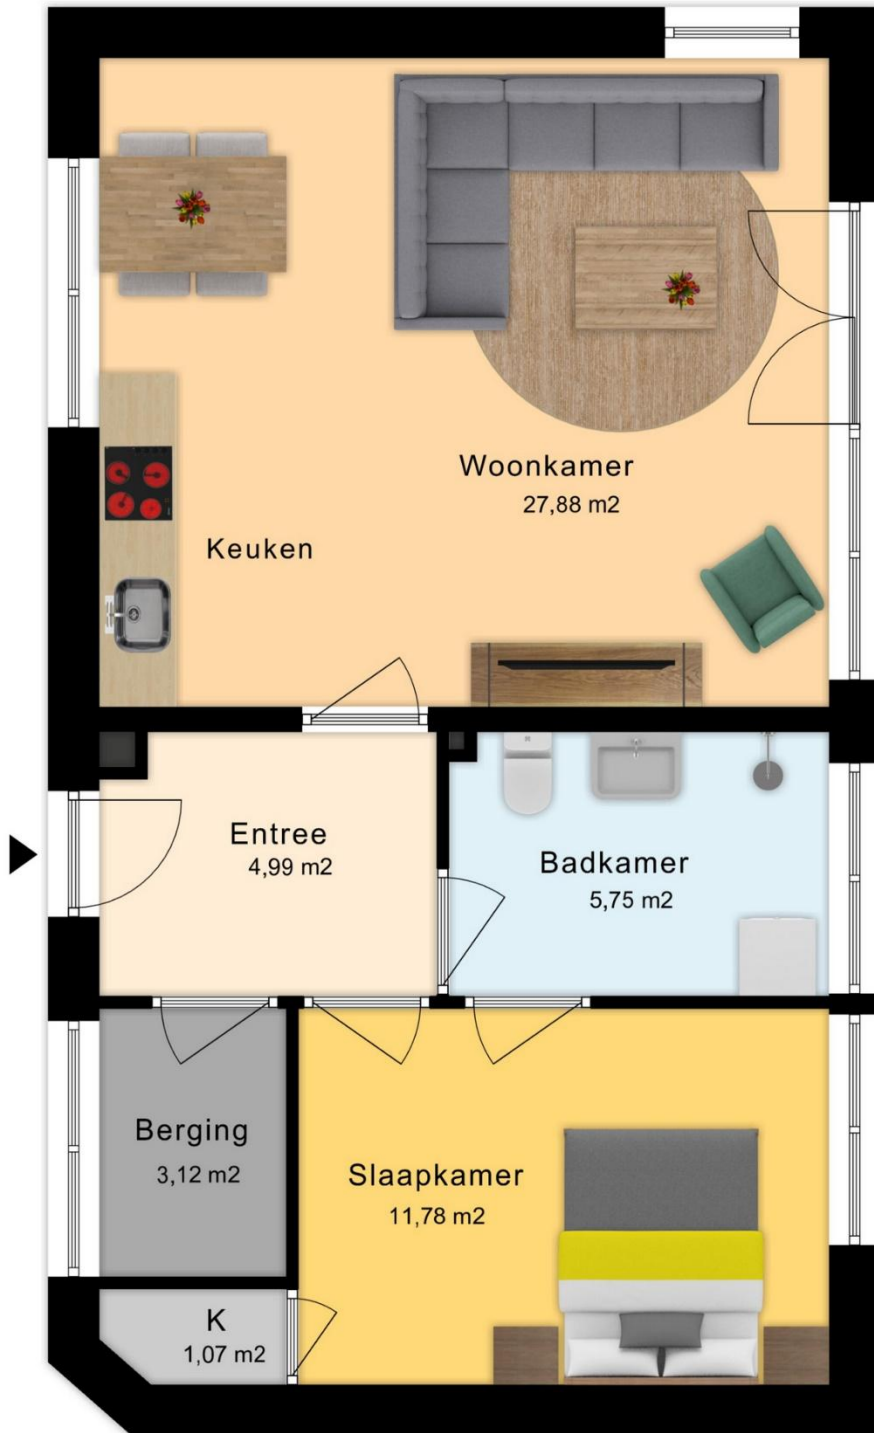 Woonkamer
27,88 m2
Keuken
Entree
4,99 m2
Badkamer
5,75 m2
Berging
3,12 m2
Slaapkamer
11,78 m2
K
1,07 m2